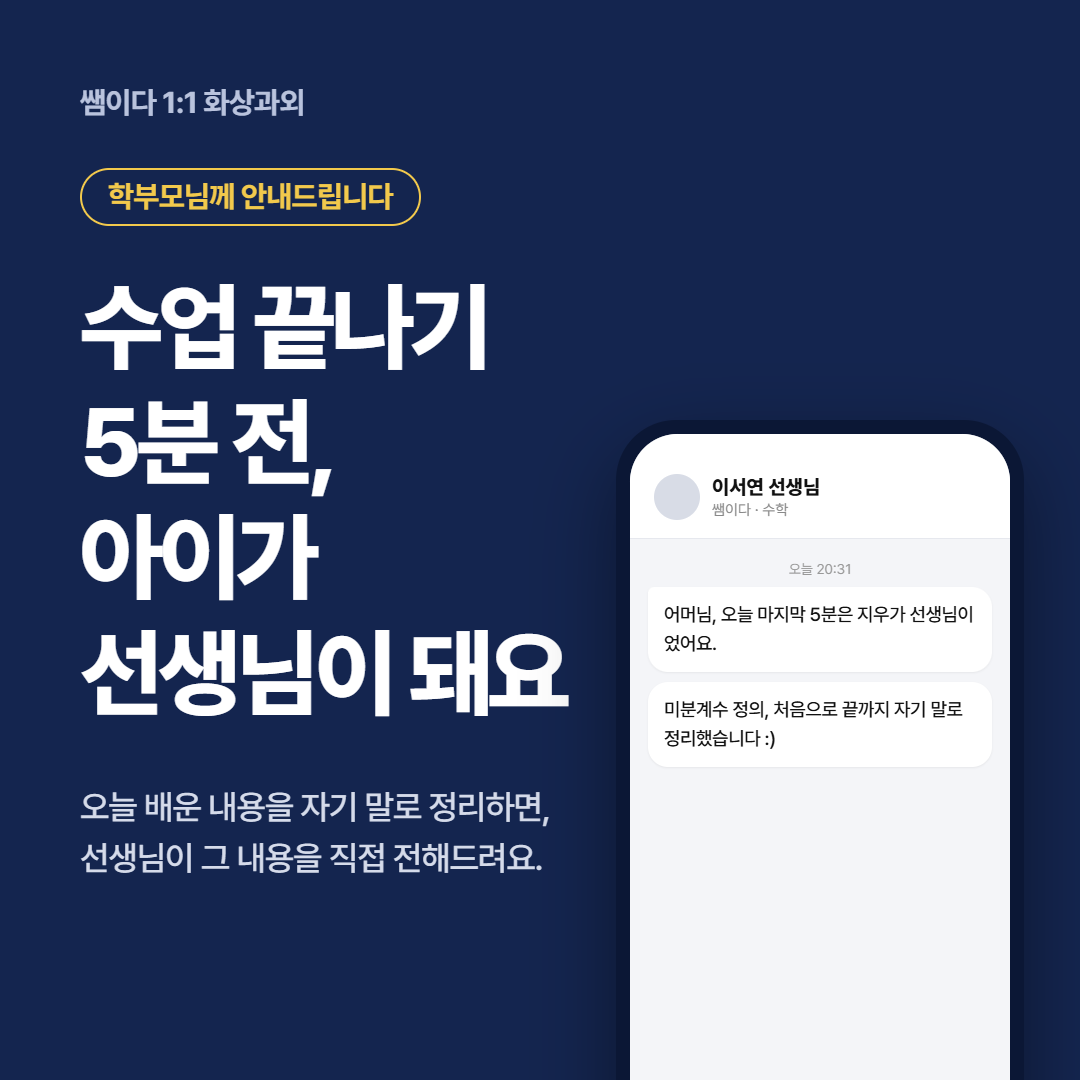 쌤이다 1:1 화상과외
학부모님께 안내드립니다
수업 끝나기
5분 전,
아이가
선생님이 돼요
오늘 배운 내용을 자기 말로 정리하면,
선생님이 그 내용을 직접 전해드려요.
이서연 선생님
쌤이다 · 수학
오늘 20:31
어머님, 오늘 마지막 5분은 지우가 선생님이
었어요.
미분계수 정의, 처음으로 끝까지 자기 말로
정리했습니다 :)